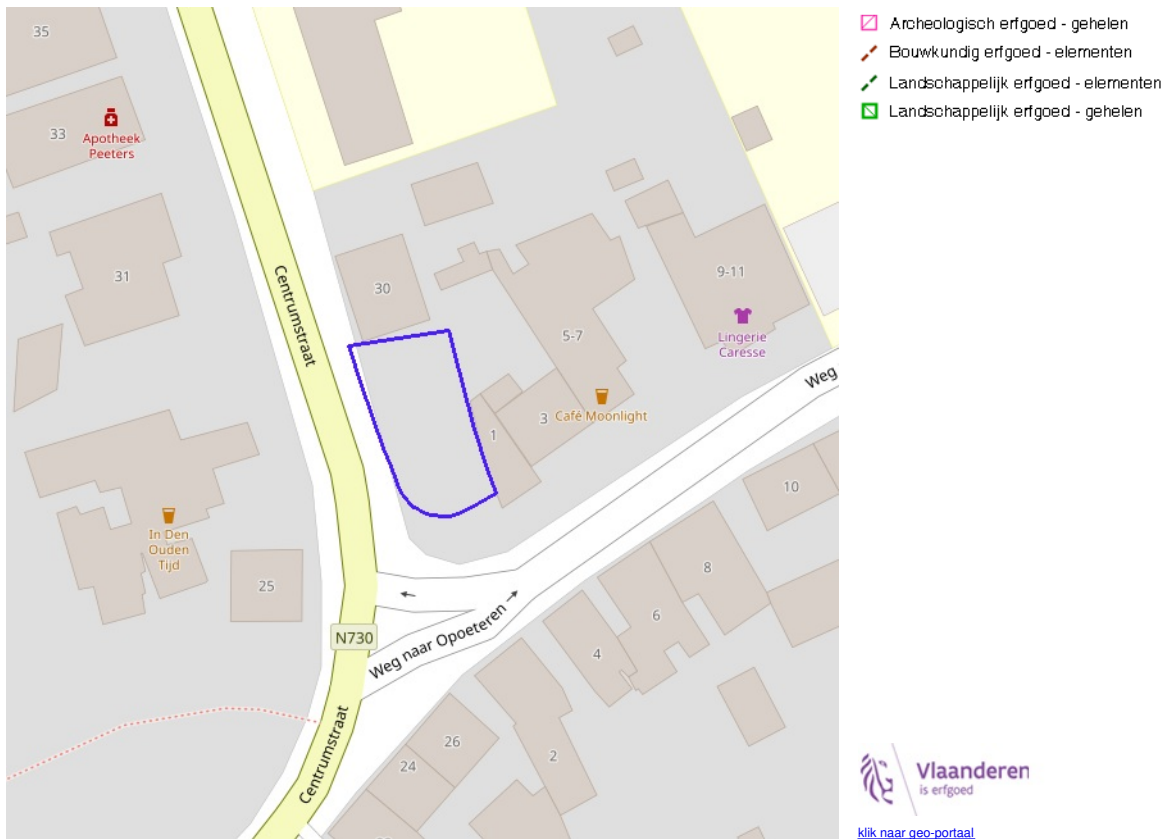 35
33
Apotheek
Peeters
31
Centrumstraat
30
9-11
Lingerie
Caresse
5-7
Café Moonlight
3
1
Weg
10
In Den
Ouden
Tijd
25
8
6
4
N730
Weg naar Opoeteren
Centrumstraat
26
24
2
Archeologisch erfgoed - gehelen
Bouwkundig erfgoed - elementen
Landschappelijk erfgoed - elementen
Landschappelijk erfgoed - gehelen
Vlaanderen
is erfgoed
klik naar geo-portaal